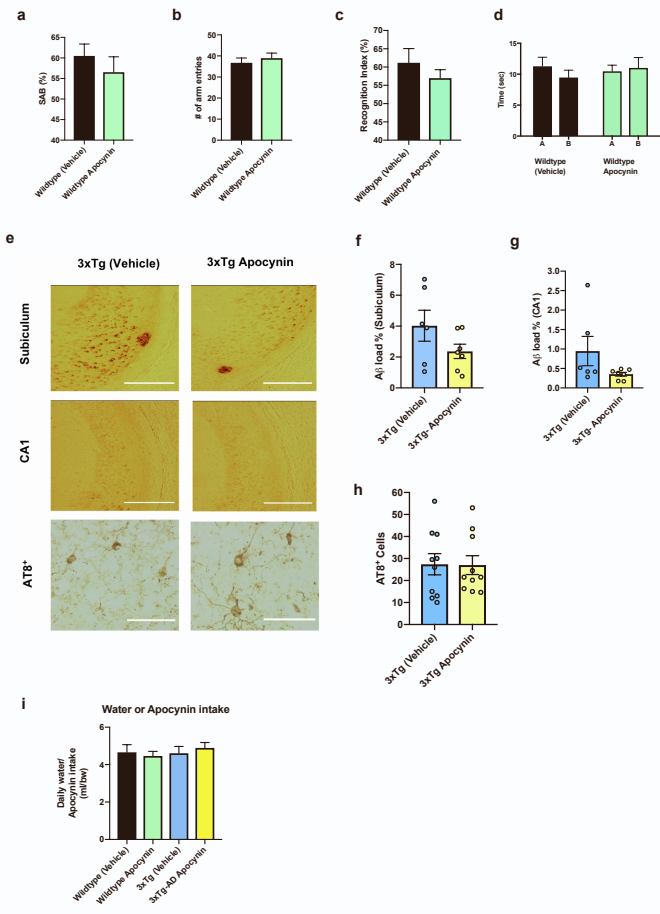 a
SAB (%)
65
60
55
50
45
40
Wildtype (Vehicle)
Wildtype Apocynin
b
# of arm entries
50
40
30
20
10
0
Wildtype (Vehicle)
Wildtype Apocynin
c
Recognition Index (%)
70
65
60
55
50
45
40
Wildtype (Vehicle)
Wildtype Apocynin
d
Time (sec)
15
10
5
0
A B A B
Wildtype
(Vehicle)
Wildtype
Apocynin
e
3xTg (Vehicle)
3xTg Apocynin
Subiculum
CA1
AT8⁺
f
Aβ load % (Subiculum)
8
6
4
2
0
3xTg (Vehicle)
3xTg- Apocynin
g
Aβ load % (CA1)
3.0
2.5
2.0
1.5
1.0
0.5
0.0
3xTg (Vehicle)
3xTg- Apocynin
h
AT8⁺ Cells
60
50
40
30
20
10
0
3xTg (Vehicle)
3xTg Apocynin
i
Water or Apocynin intake
Daily water/
Apocynin intake
(ml/bw)
6
4
2
0
Wildtype (Vehicle)
Wildtype Apocynin
3xTg (Vehicle)
3xTg-AD Apocynin